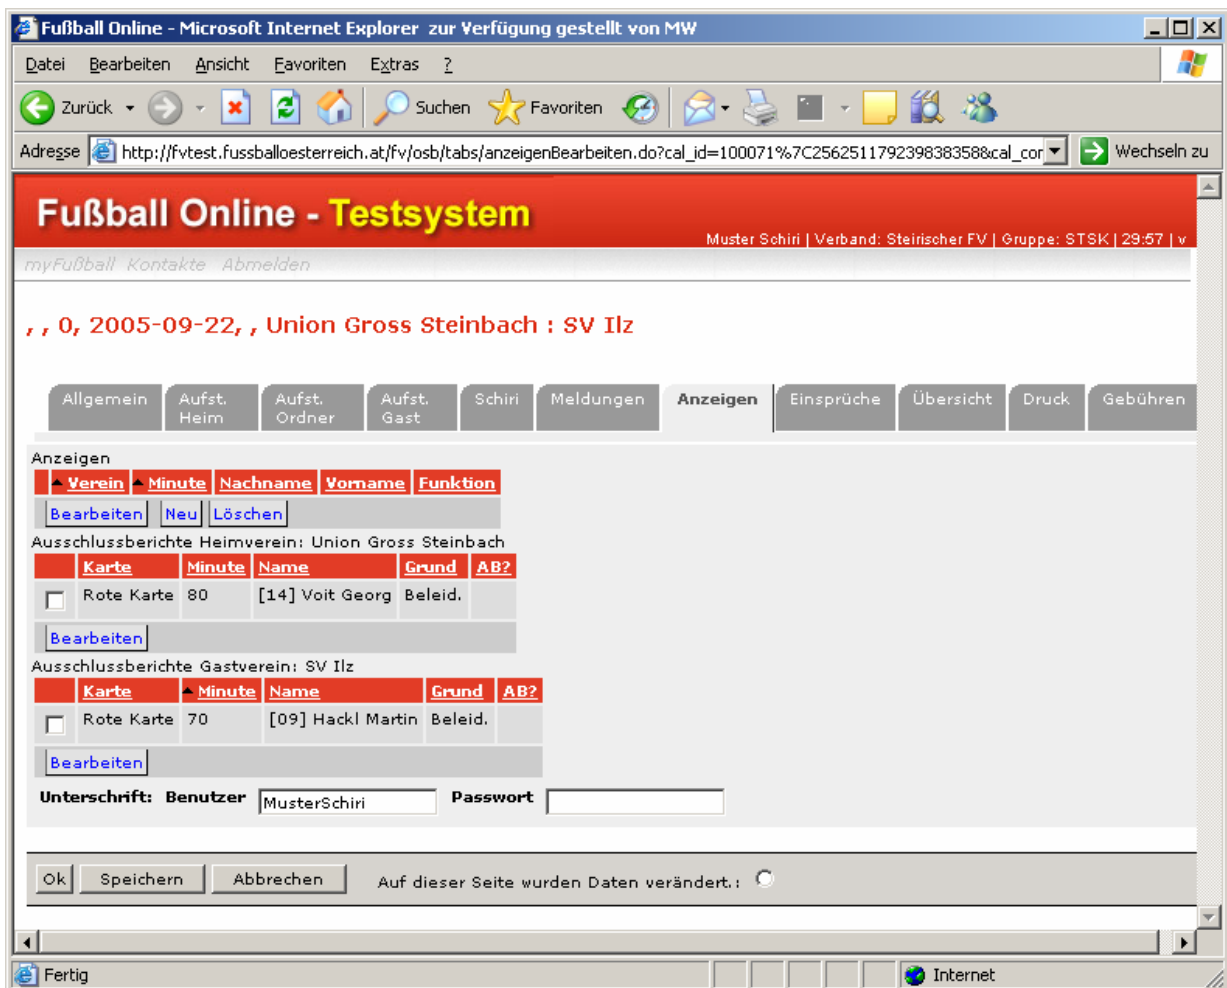 Fußball Online - Microsoft Internet Explorer zur Verfügung gestellt von MW
Datei Bearbeiten Ansicht Favoriten Extras ?
Zurück Suchen Favoriten
Adresse http://fvtest.fussballoesterreich.at/fv/osb/tabs/anzeigenBearbeiten.do?cal_id=100071%7C2562511792398383358&cal_cor Wechseln zu
Fußball Online - Testsystem
Muster Schiri | Verband: Steirischer FV | Gruppe: STSK | 29:57 | v
myFußball Kontakte Abmelden
, , 0, 2005-09-22, , Union Gross Steinbach : SV Ilz
Allgemein Aufst. Heim Aufst. Ordner Aufst. Gast Schiri Meldungen Anzeigen Einsprüche Übersicht Druck Gebühren
Anzeigen
Verein Minute Nachname Vorname Funktion
Bearbeiten Neu Löschen
Ausschlussberichte Heimverein: Union Gross Steinbach
Karte Minute Name Grund AB?
Rote Karte 80 [14] Voit Georg Beleid.
Bearbeiten
Ausschlussberichte Gastverein: SV Ilz
Karte Minute Name Grund AB?
Rote Karte 70 [09] Hackl Martin Beleid.
Bearbeiten
Unterschrift: Benutzer MusterSchiri Passwort
Ok Speichern Abbrechen Auf dieser Seite wurden Daten verändert.:
Fertig Internet